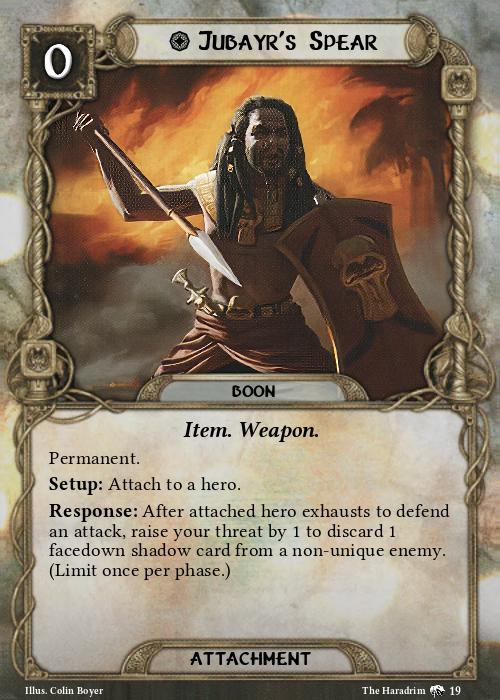 0
JUBAYR'S SPEAR
BOON
Item. Weapon.
Permanent.
Setup: Attach to a hero.
Response: After attached hero exhausts to defend
an attack, raise your threat by 1 to discard 1
facedown shadow card from a non-unique enemy.
(Limit once per phase.)
ATTACHMENT
Illus. Colin Boyer
The Haradrim 19